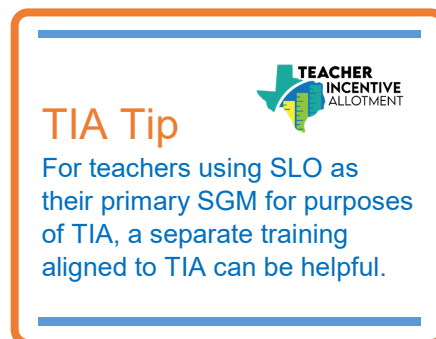 TEACHER
INCENTIVE
ALLOTMENT
TIA Tip
For teachers using SLO as
their primary SGM for purposes
of TIA, a separate training
aligned to TIA can be helpful.